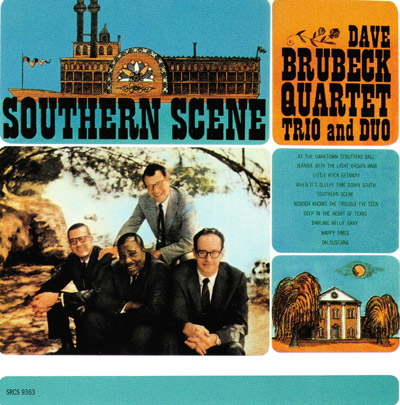 SOUTHERN SCENE
DAVE
BRUBECK
QUARTET
TRIO and DUO
AT THE DARKTOWN STRUTTERS BALL
JEANNIE WITH THE LIGHT BROWN HAIR
LITTLE ROCK GETAWAY
WHEN IT'S SLEEPY TIME DOWN SOUTH
SOUTHERN SCENE
NOBODY KNOWS THE TROUBLE I'VE SEEN
DEEP IN THE HEART OF TEXAS
DARLING NELLIE GRAY
HAPPY TIMES
OH SUSANNA
SRCS 9363